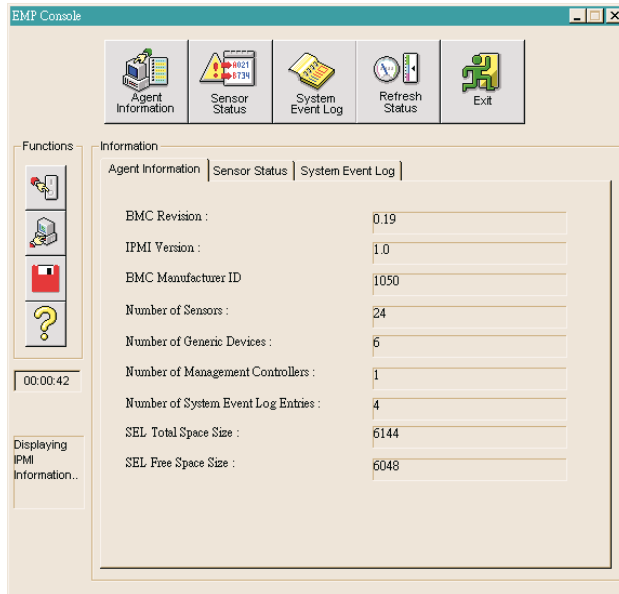 EMP Console
A021
8734
Agent
Information
Sensor
Status
System
Event Log
Refresh
Status
Exit
Functions
Information
Agent Information
Sensor Status
System Event Log
BMC Revision :
0.19
IPMI Version :
1.0
BMC Manufacturer ID
1050
Number of Sensors :
24
Number of Generic Devices :
6
Number of Management Controllers :
1
Number of System Event Log Entries :
4
SEL Total Space Size :
6144
SEL Free Space Size :
6048
00:00:42
Displaying
IPMI
Information..